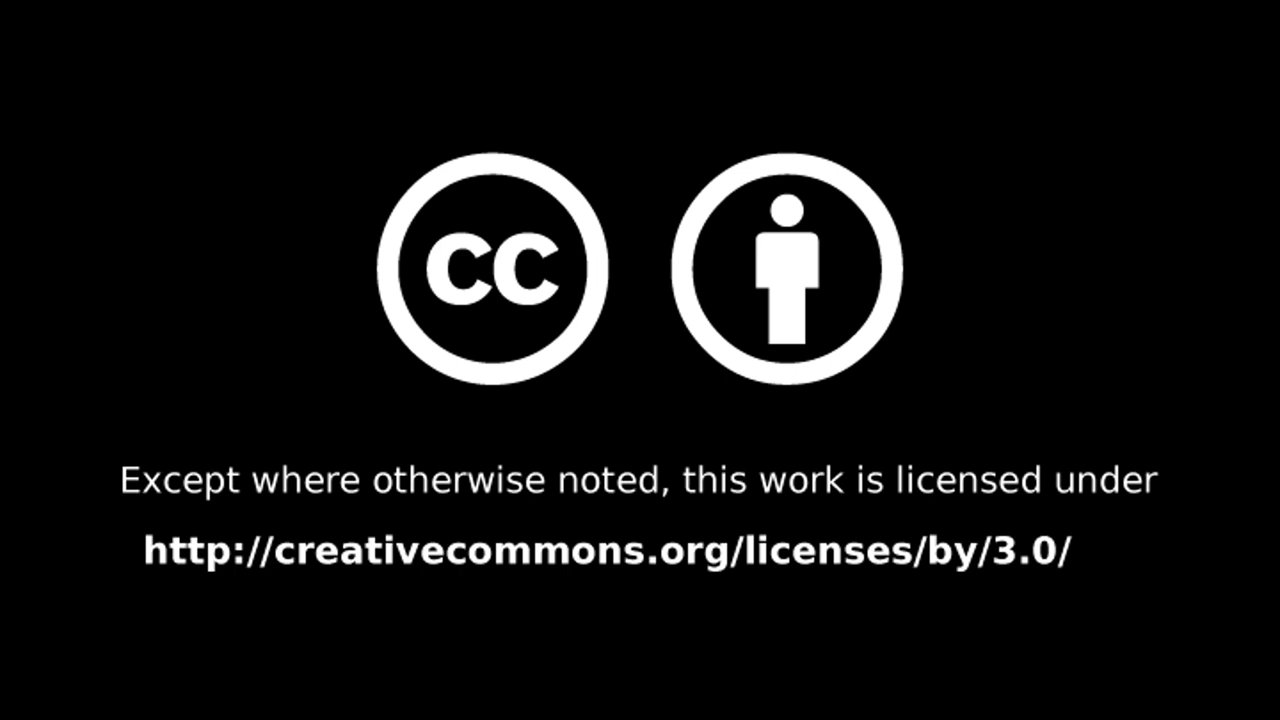 cc
Except where otherwise noted, this work is licensed under
http://creativecommons.org/licenses/by/3.0/